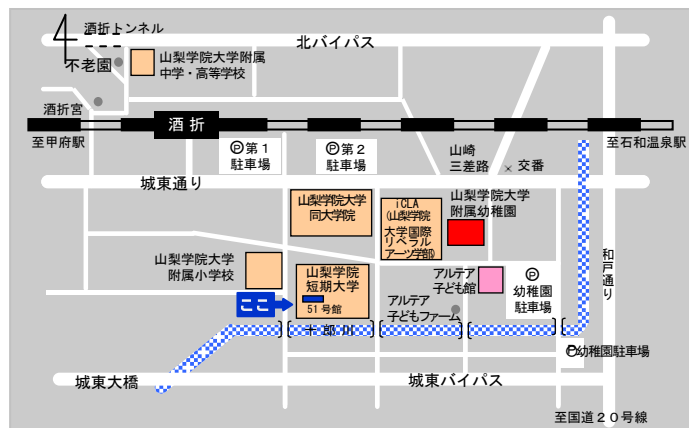 酒折トンネル
北バイパス
不老園
山梨学院大学附属
中学・高等学校
酒折宮
酒折
至甲府駅
至石和温泉駅
Ⓟ第1
駐車場
Ⓟ第2
駐車場
山崎
三差路
交番
城東通り
山梨学院大学
同大学院
iCLA
(山梨学院
大学国際
リベラル
アーツ学部)
山梨学院大学
附属幼稚園
和戸通り
山梨学院大学
附属小学校
山梨学院
短期大学
51号館
ここ
アルテア
子ども館
Ⓟ
幼稚園
駐車場
アルテア
子どもファーム
十郎川
Ⓟ幼稚園駐車場
城東大橋
城東バイパス
至国道20号線